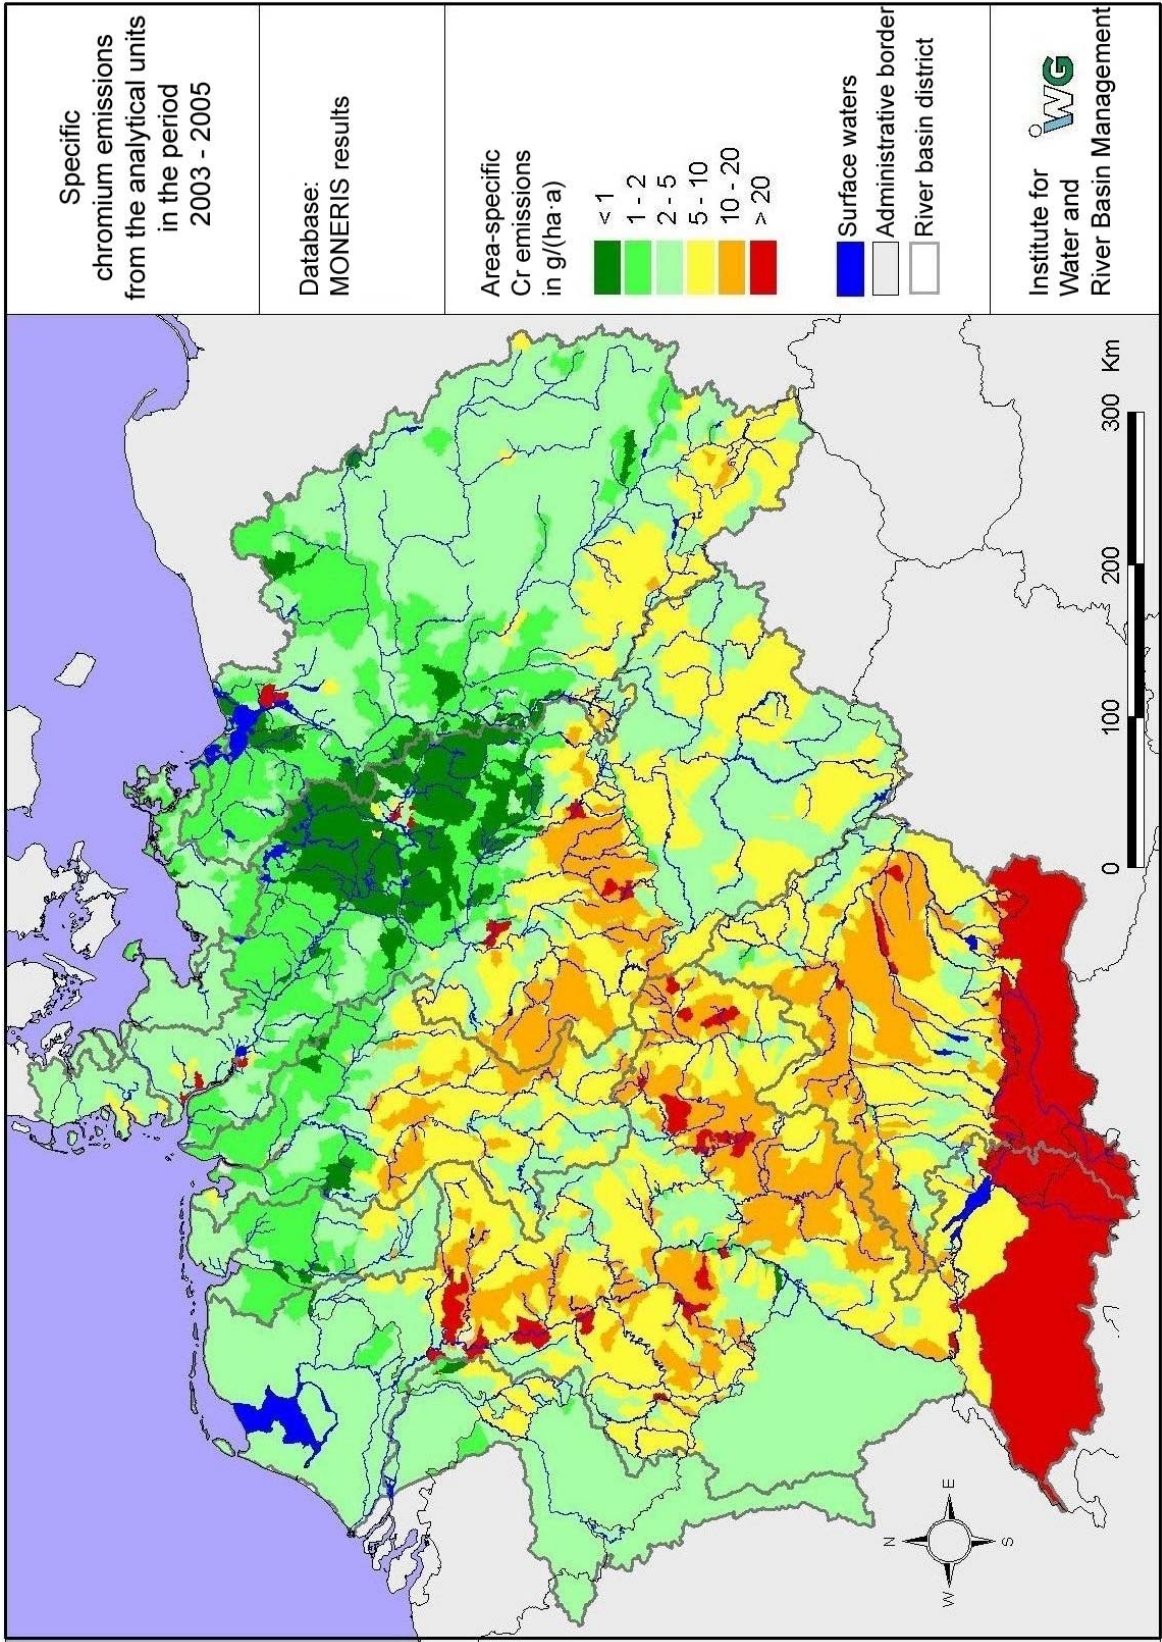 Specific
chromium emissions
from the analytical units
in the period
2003 - 2005
Database:
MONERIS results
Area-specific
Cr emissions
in g/(ha·a)
< 1
1 - 2
2 - 5
5 - 10
10 - 20
> 20
Surface waters
Administrative border
River basin district
Institute for
Water and
River Basin Management
iWG
0 100 200 300 Km
N
W E
S